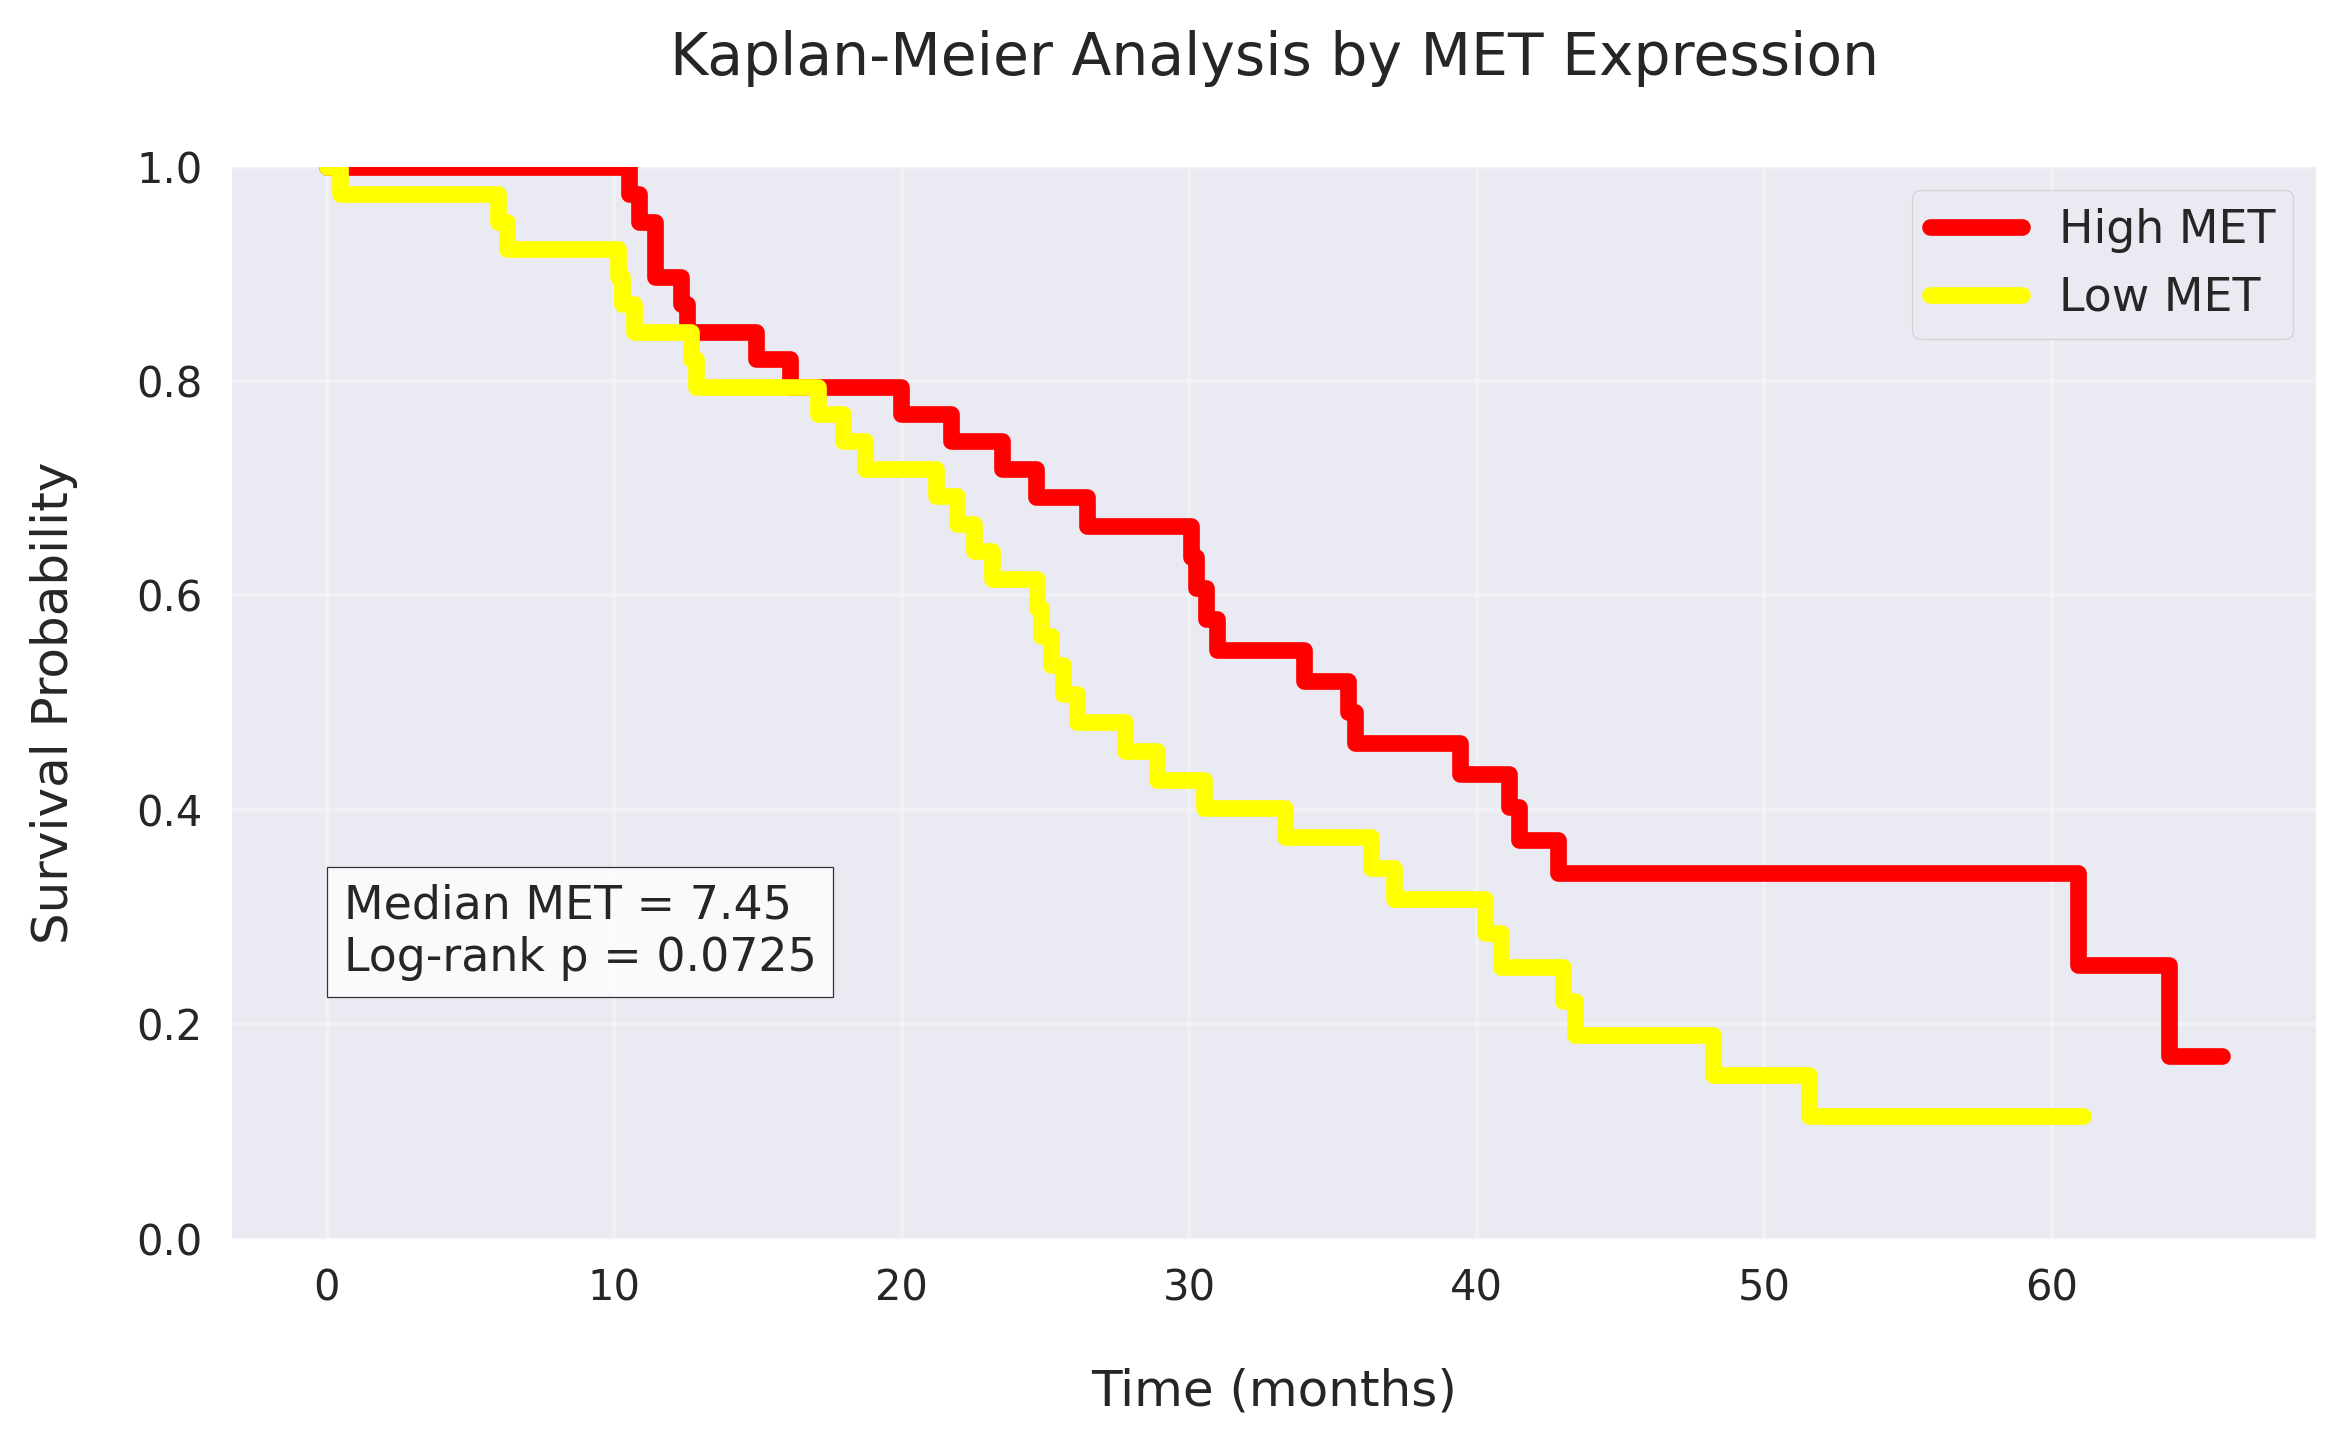 Kaplan-Meier Analysis by MET Expression
1.0
0.8
0.6
0.4
0.2
0.0
Survival Probability
High MET
Low MET
Median MET = 7.45
Log-rank p = 0.0725
0 10 20 30 40 50 60
Time (months)